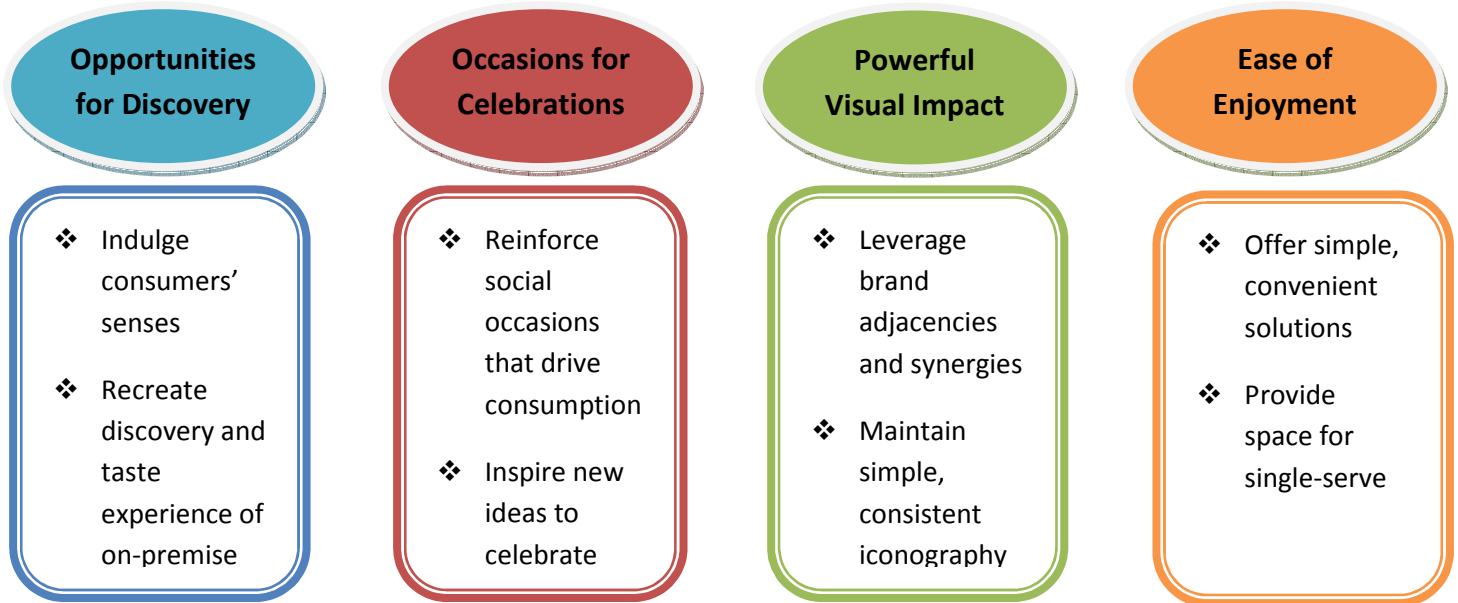 Opportunities
for Discovery
❖ Indulge
consumers’
senses
❖ Recreate
discovery and
taste
experience of
on-premise
Occasions for
Celebrations
❖ Reinforce
social
occasions
that drive
consumption
❖ Inspire new
ideas to
celebrate
Powerful
Visual Impact
❖ Leverage
brand
adjacencies
and synergies
❖ Maintain
simple,
consistent
iconography
Ease of
Enjoyment
❖ Offer simple,
convenient
solutions
❖ Provide
space for
single-serve